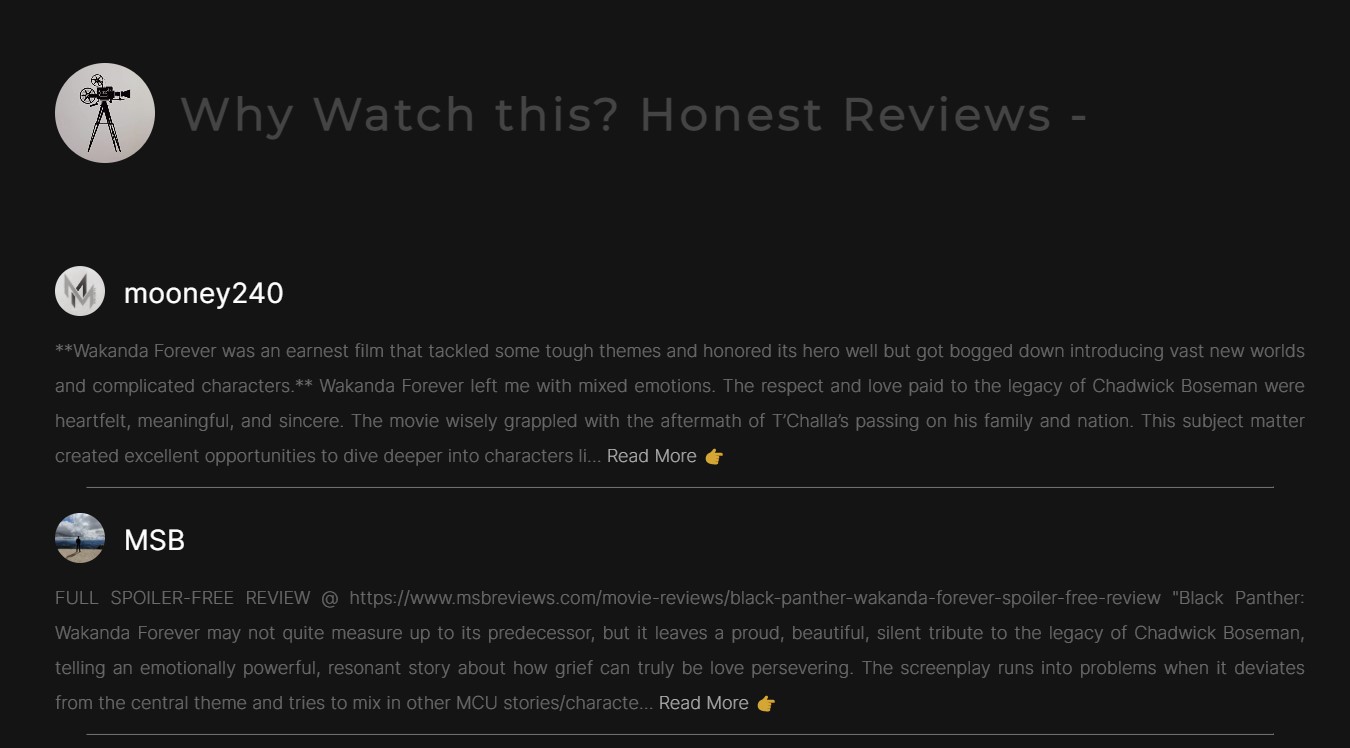 Why Watch this? Honest Reviews -
mooney240
**Wakanda Forever was an earnest film that tackled some tough themes and honored its hero well but got bogged down introducing vast new worlds
and complicated characters.** Wakanda Forever left me with mixed emotions. The respect and love paid to the legacy of Chadwick Boseman were
heartfelt, meaningful, and sincere. The movie wisely grappled with the aftermath of T’Challa’s passing on his family and nation. This subject matter
created excellent opportunities to dive deeper into characters li... Read More 👉
MSB
FULL SPOILER-FREE REVIEW @ https://www.msbreviews.com/movie-reviews/black-panther-wakanda-forever-spoiler-free-review "Black Panther:
Wakanda Forever may not quite measure up to its predecessor, but it leaves a proud, beautiful, silent tribute to the legacy of Chadwick Boseman,
telling an emotionally powerful, resonant story about how grief can truly be love persevering. The screenplay runs into problems when it deviates
from the central theme and tries to mix in other MCU stories/characte... Read More 👉